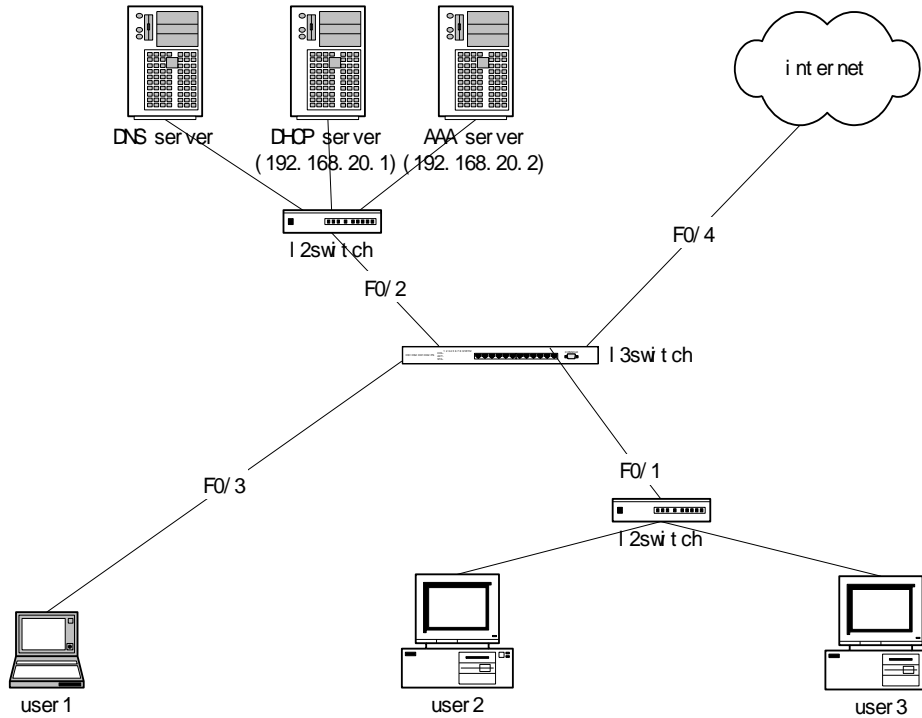 internet
DNS server
DHCP server
(192.168.20.1)
AAA server
(192.168.20.2)
l2switch
F0/4
F0/2
l3switch
F0/3
F0/1
l2switch
user1
user2
user3